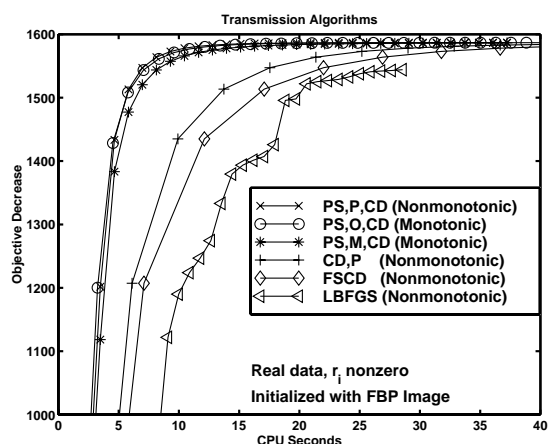 Transmission Algorithms
1600
1500
1400
1300
1200
1100
1000
Objective Decrease
PS,P,CD (Nonmonotonic)
PS,O,CD (Monotonic)
PS,M,CD (Monotonic)
CD,P (Nonmonotonic)
FSCD (Nonmonotonic)
LBFGS (Nonmonotonic)
Real data, r_i nonzero
Initialized with FBP Image
0 5 10 15 20 25 30 35 40
CPU Seconds